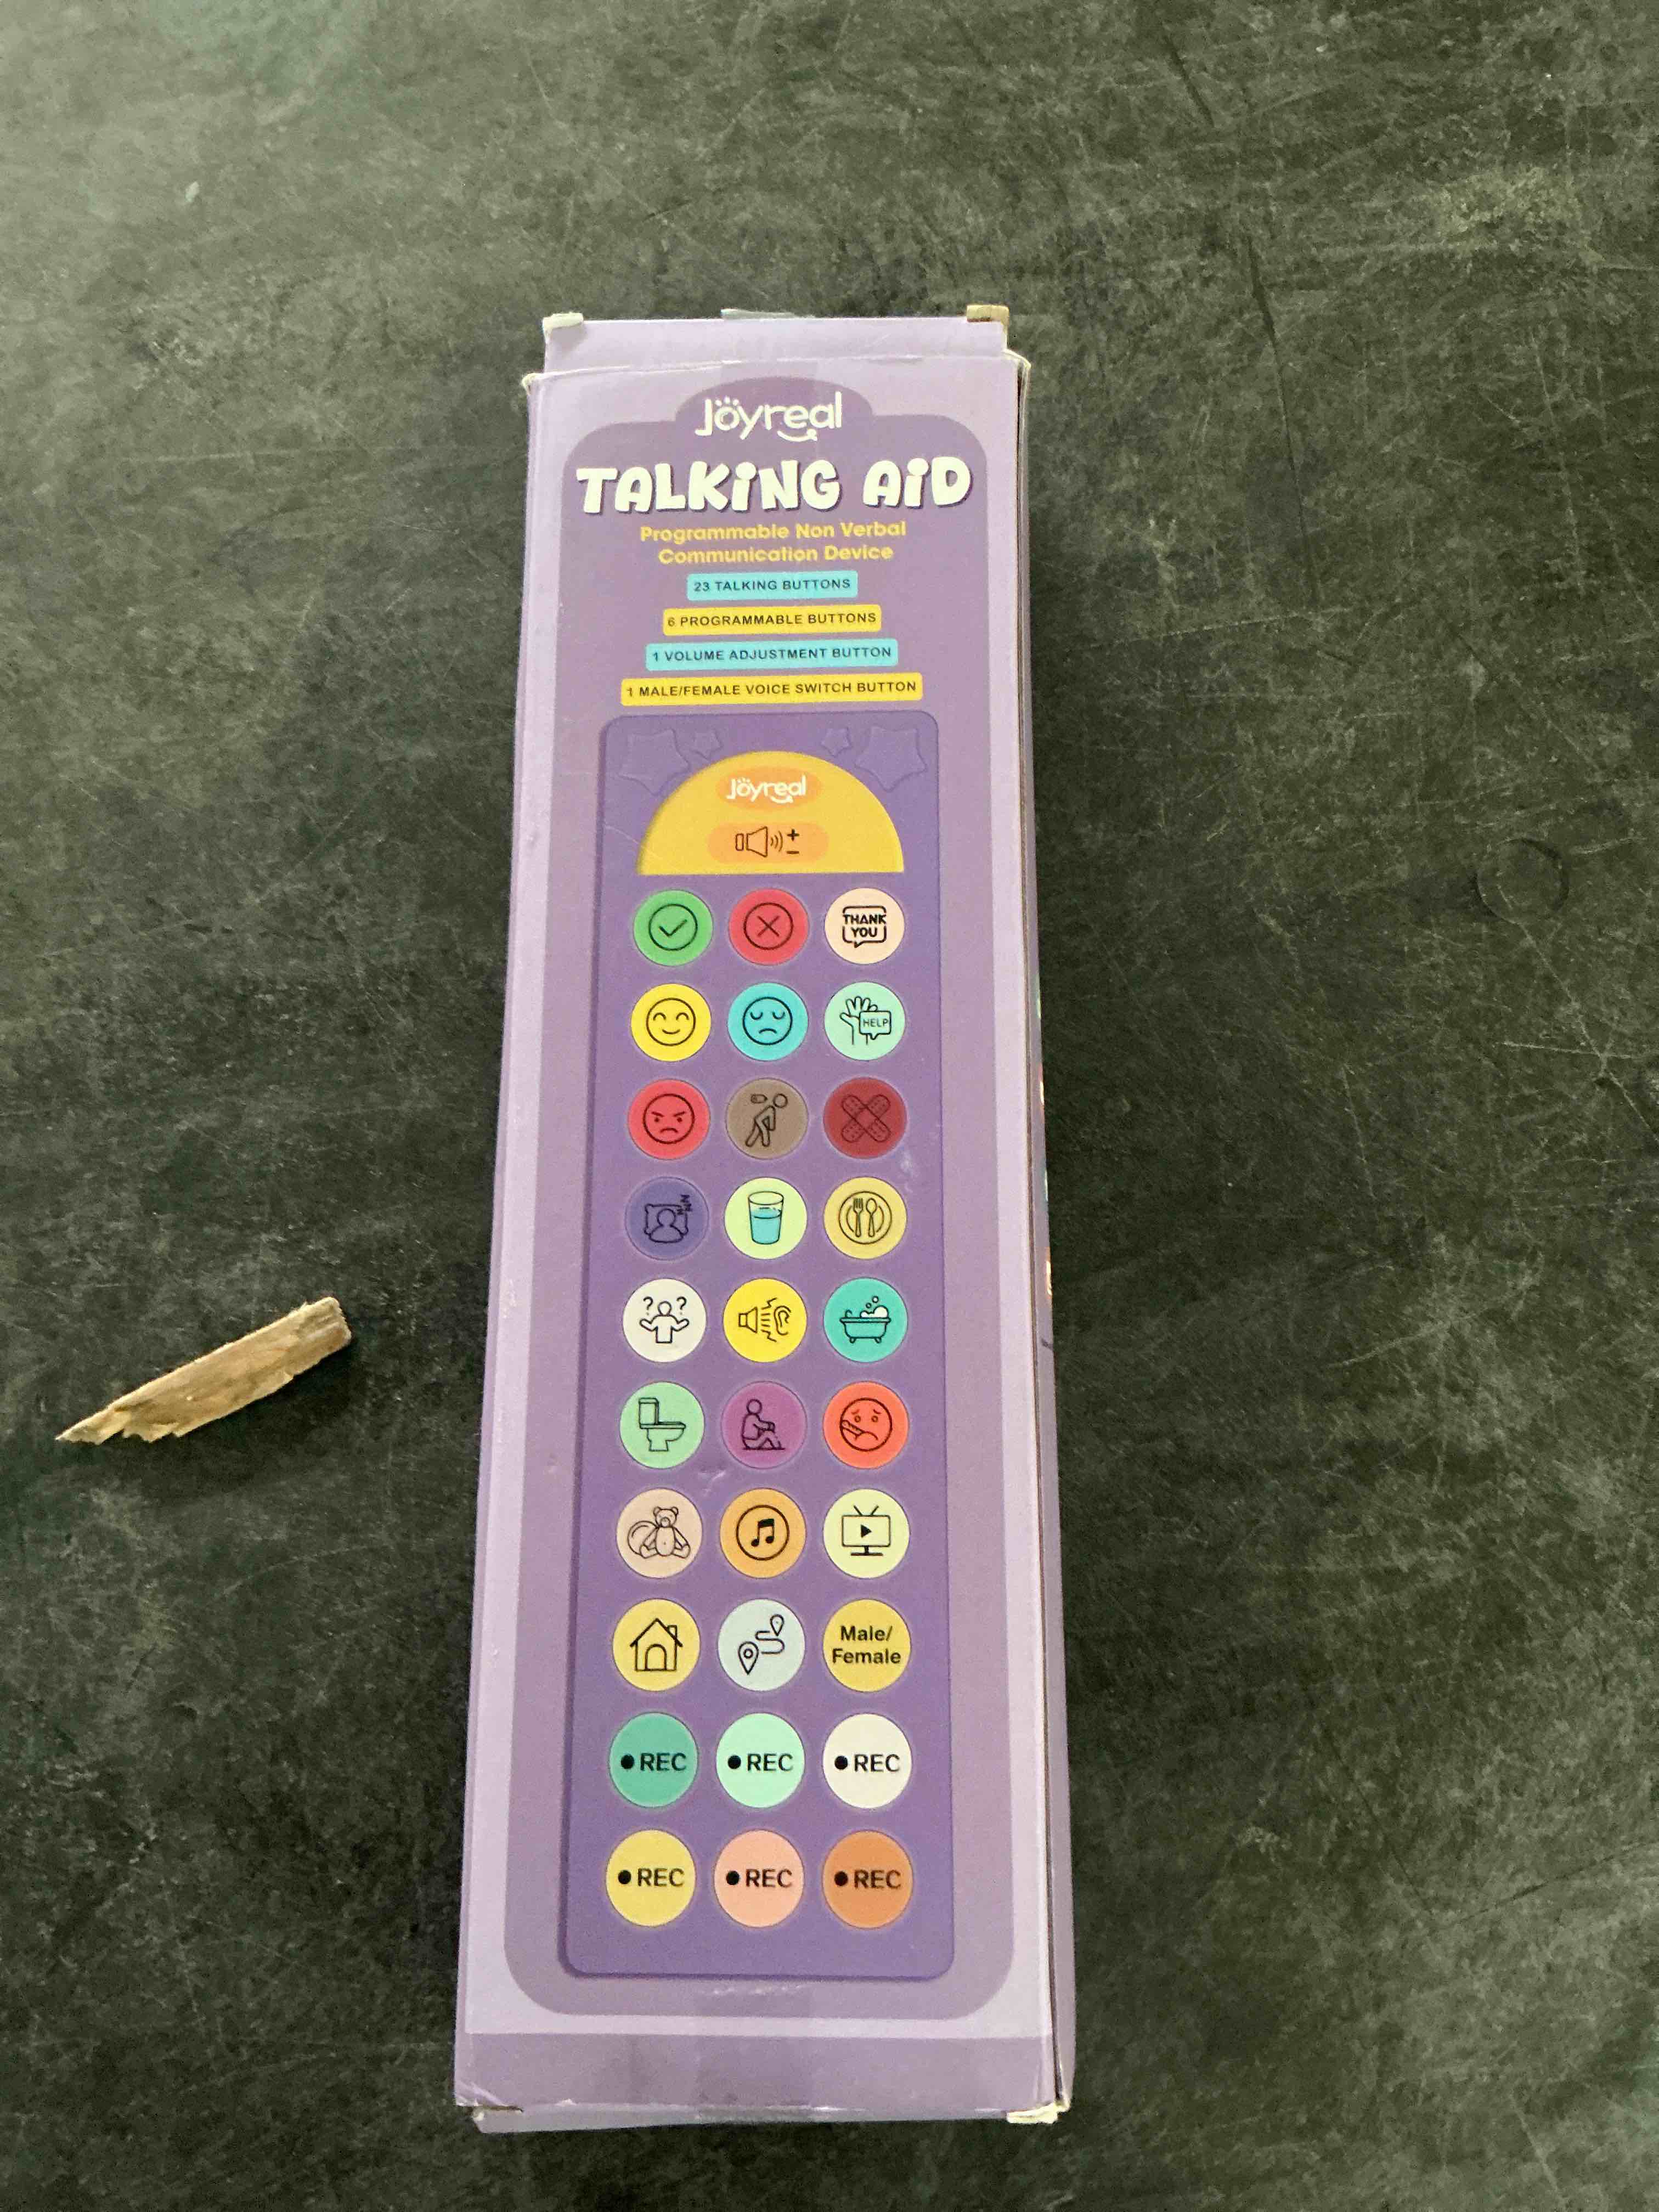 Joyreal
TALKING AID
Programmable Non Verbal
Communication Device
23 TALKING BUTTONS
6 PROGRAMMABLE BUTTONS
1 VOLUME ADJUSTMENT BUTTON
1 MALE/FEMALE VOICE SWITCH BUTTON
Joyreal
THANK
YOU
HELP
Male/
Female
REC REC REC
REC REC REC